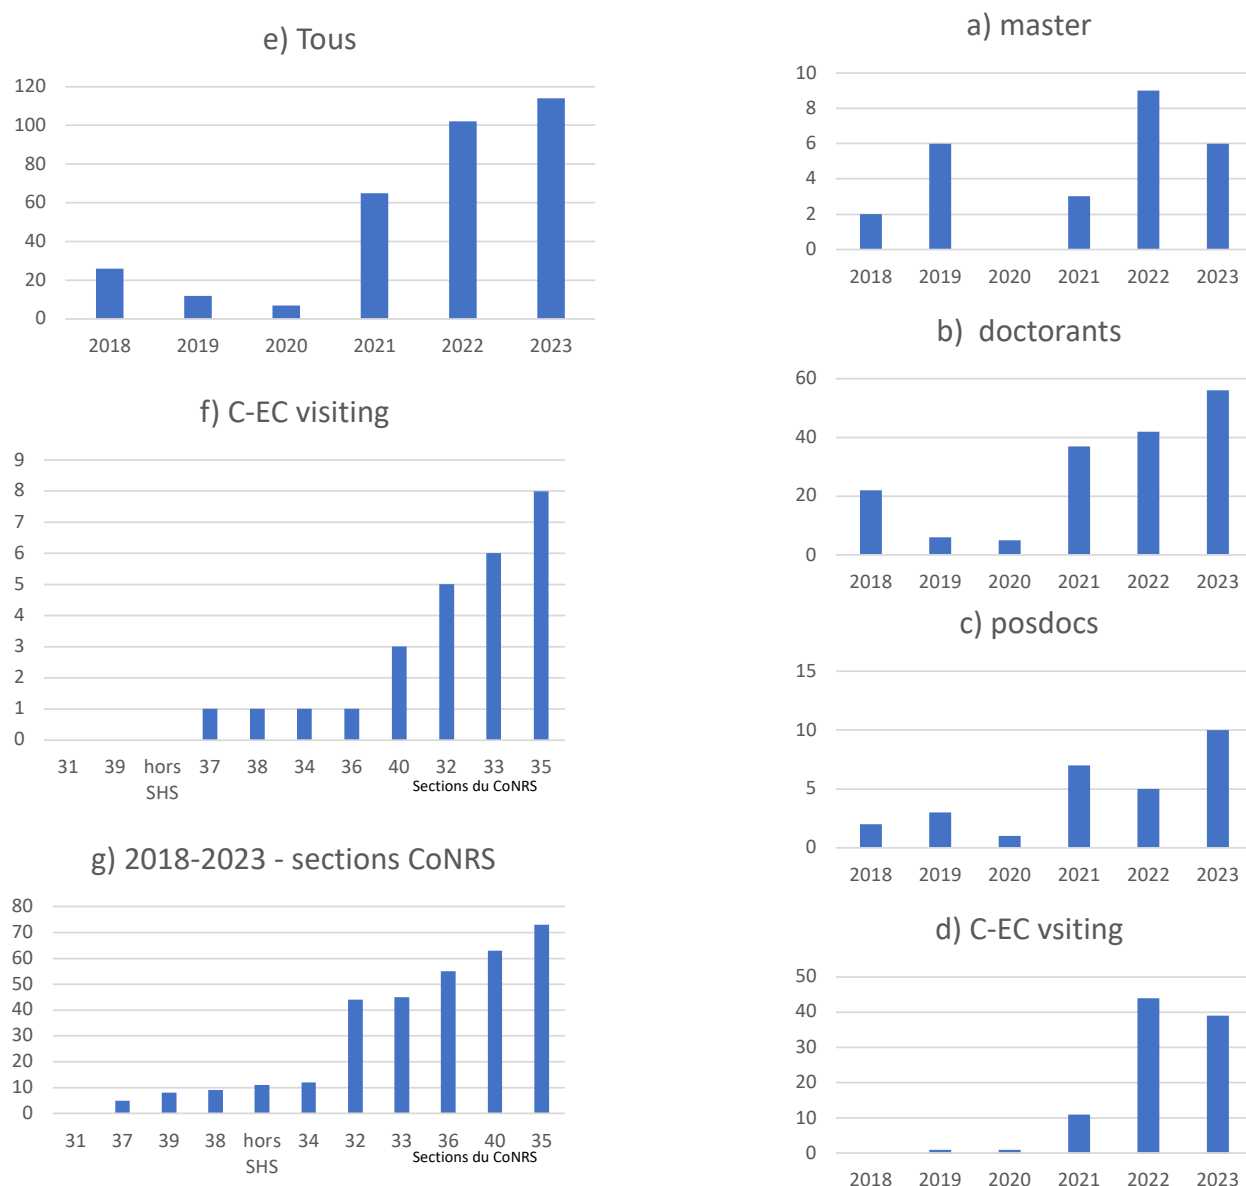 e) Tous
120
100
80
60
40
20
0
2018 2019 2020 2021 2022 2023
f) C-EC visiting
9
8
7
6
5
4
3
2
1
0
31 39 hors SHS 37 38 34 36 40 32 33 35
Sections du CoNRS
g) 2018-2023 - sections CoNRS
80
70
60
50
40
30
20
10
0
31 37 39 38 hors SHS 34 32 33 36 40 35
Sections du CoNRS
a) master
10
8
6
4
2
0
2018 2019 2020 2021 2022 2023
b) doctorants
60
40
20
0
2018 2019 2020 2021 2022 2023
c) posdocs
15
10
5
0
2018 2019 2020 2021 2022 2023
d) C-EC vsiting
50
40
30
20
10
0
2018 2019 2020 2021 2022 2023